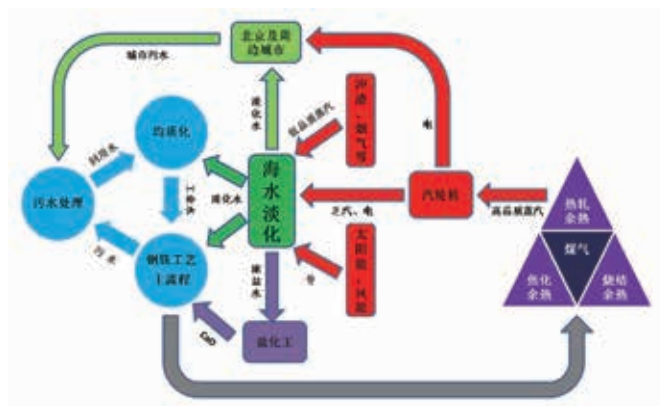 北京及周
边城市
城市污水
淡化水
低品质蒸汽
冲渣、烟气等
电
均质化
回用水
污水处理
工业水
淡化水
海水淡化
乏汽、电
汽轮机
高品质蒸汽
热轧
余热
煤气
焦化
余热
烧结
余热
污水
钢铁工艺
主流程
浓盐水
太阳能、风能
电
盐化工
CaO